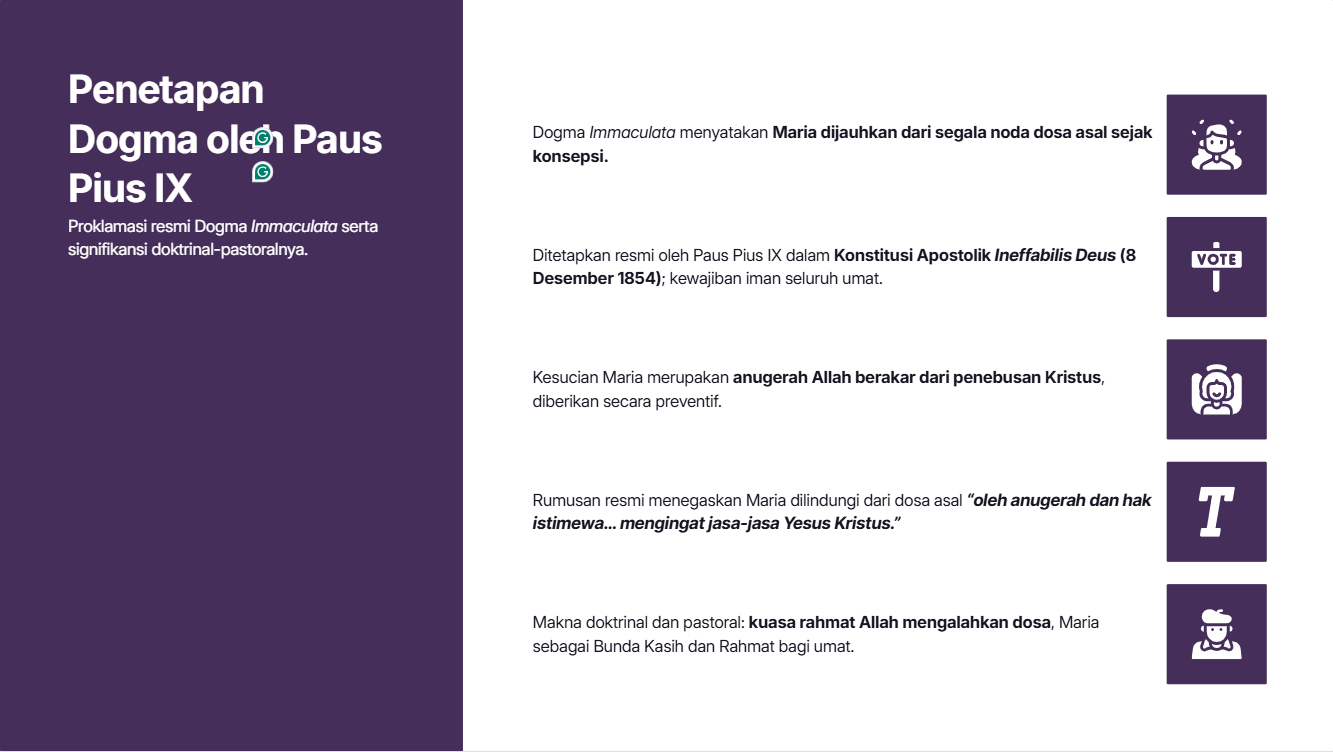 Penetapan
Dogma oleh Paus
Pius IX
Proklamasi resmi Dogma Immaculata serta
signifikansi doktrinal-pastoralnya.
Dogma Immaculata menyatakan Maria dijauhkan dari segala noda dosa asal sejak
konsepsi.
Ditetapkan resmi oleh Paus Pius IX dalam Konstitusi Apostolik Ineffabilis Deus (8
Desember 1854); kewajiban iman seluruh umat.
VOTE
Kesucian Maria merupakan anugerah Allah berakar dari penebusan Kristus,
diberikan secara preventif.
Rumusan resmi menegaskan Maria dilindungi dari dosa asal “oleh anugerah dan hak
istimewa... mengingat jasa-jasa Yesus Kristus.”
T
Makna doktrinal dan pastoral: kuasa rahmat Allah mengalahkan dosa, Maria
sebagai Bunda Kasih dan Rahmat bagi umat.